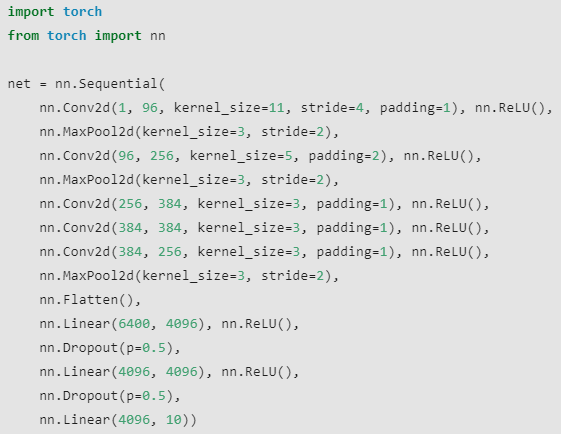 import torch
from torch import nn

net = nn.Sequential(
    nn.Conv2d(1, 96, kernel_size=11, stride=4, padding=1), nn.ReLU(),
    nn.MaxPool2d(kernel_size=3, stride=2),
    nn.Conv2d(96, 256, kernel_size=5, padding=2), nn.ReLU(),
    nn.MaxPool2d(kernel_size=3, stride=2),
    nn.Conv2d(256, 384, kernel_size=3, padding=1), nn.ReLU(),
    nn.Conv2d(384, 384, kernel_size=3, padding=1), nn.ReLU(),
    nn.Conv2d(384, 256, kernel_size=3, padding=1), nn.ReLU(),
    nn.MaxPool2d(kernel_size=3, stride=2),
    nn.Flatten(),
    nn.Linear(6400, 4096), nn.ReLU(),
    nn.Dropout(p=0.5),
    nn.Linear(4096, 4096), nn.ReLU(),
    nn.Dropout(p=0.5),
    nn.Linear(4096, 10))